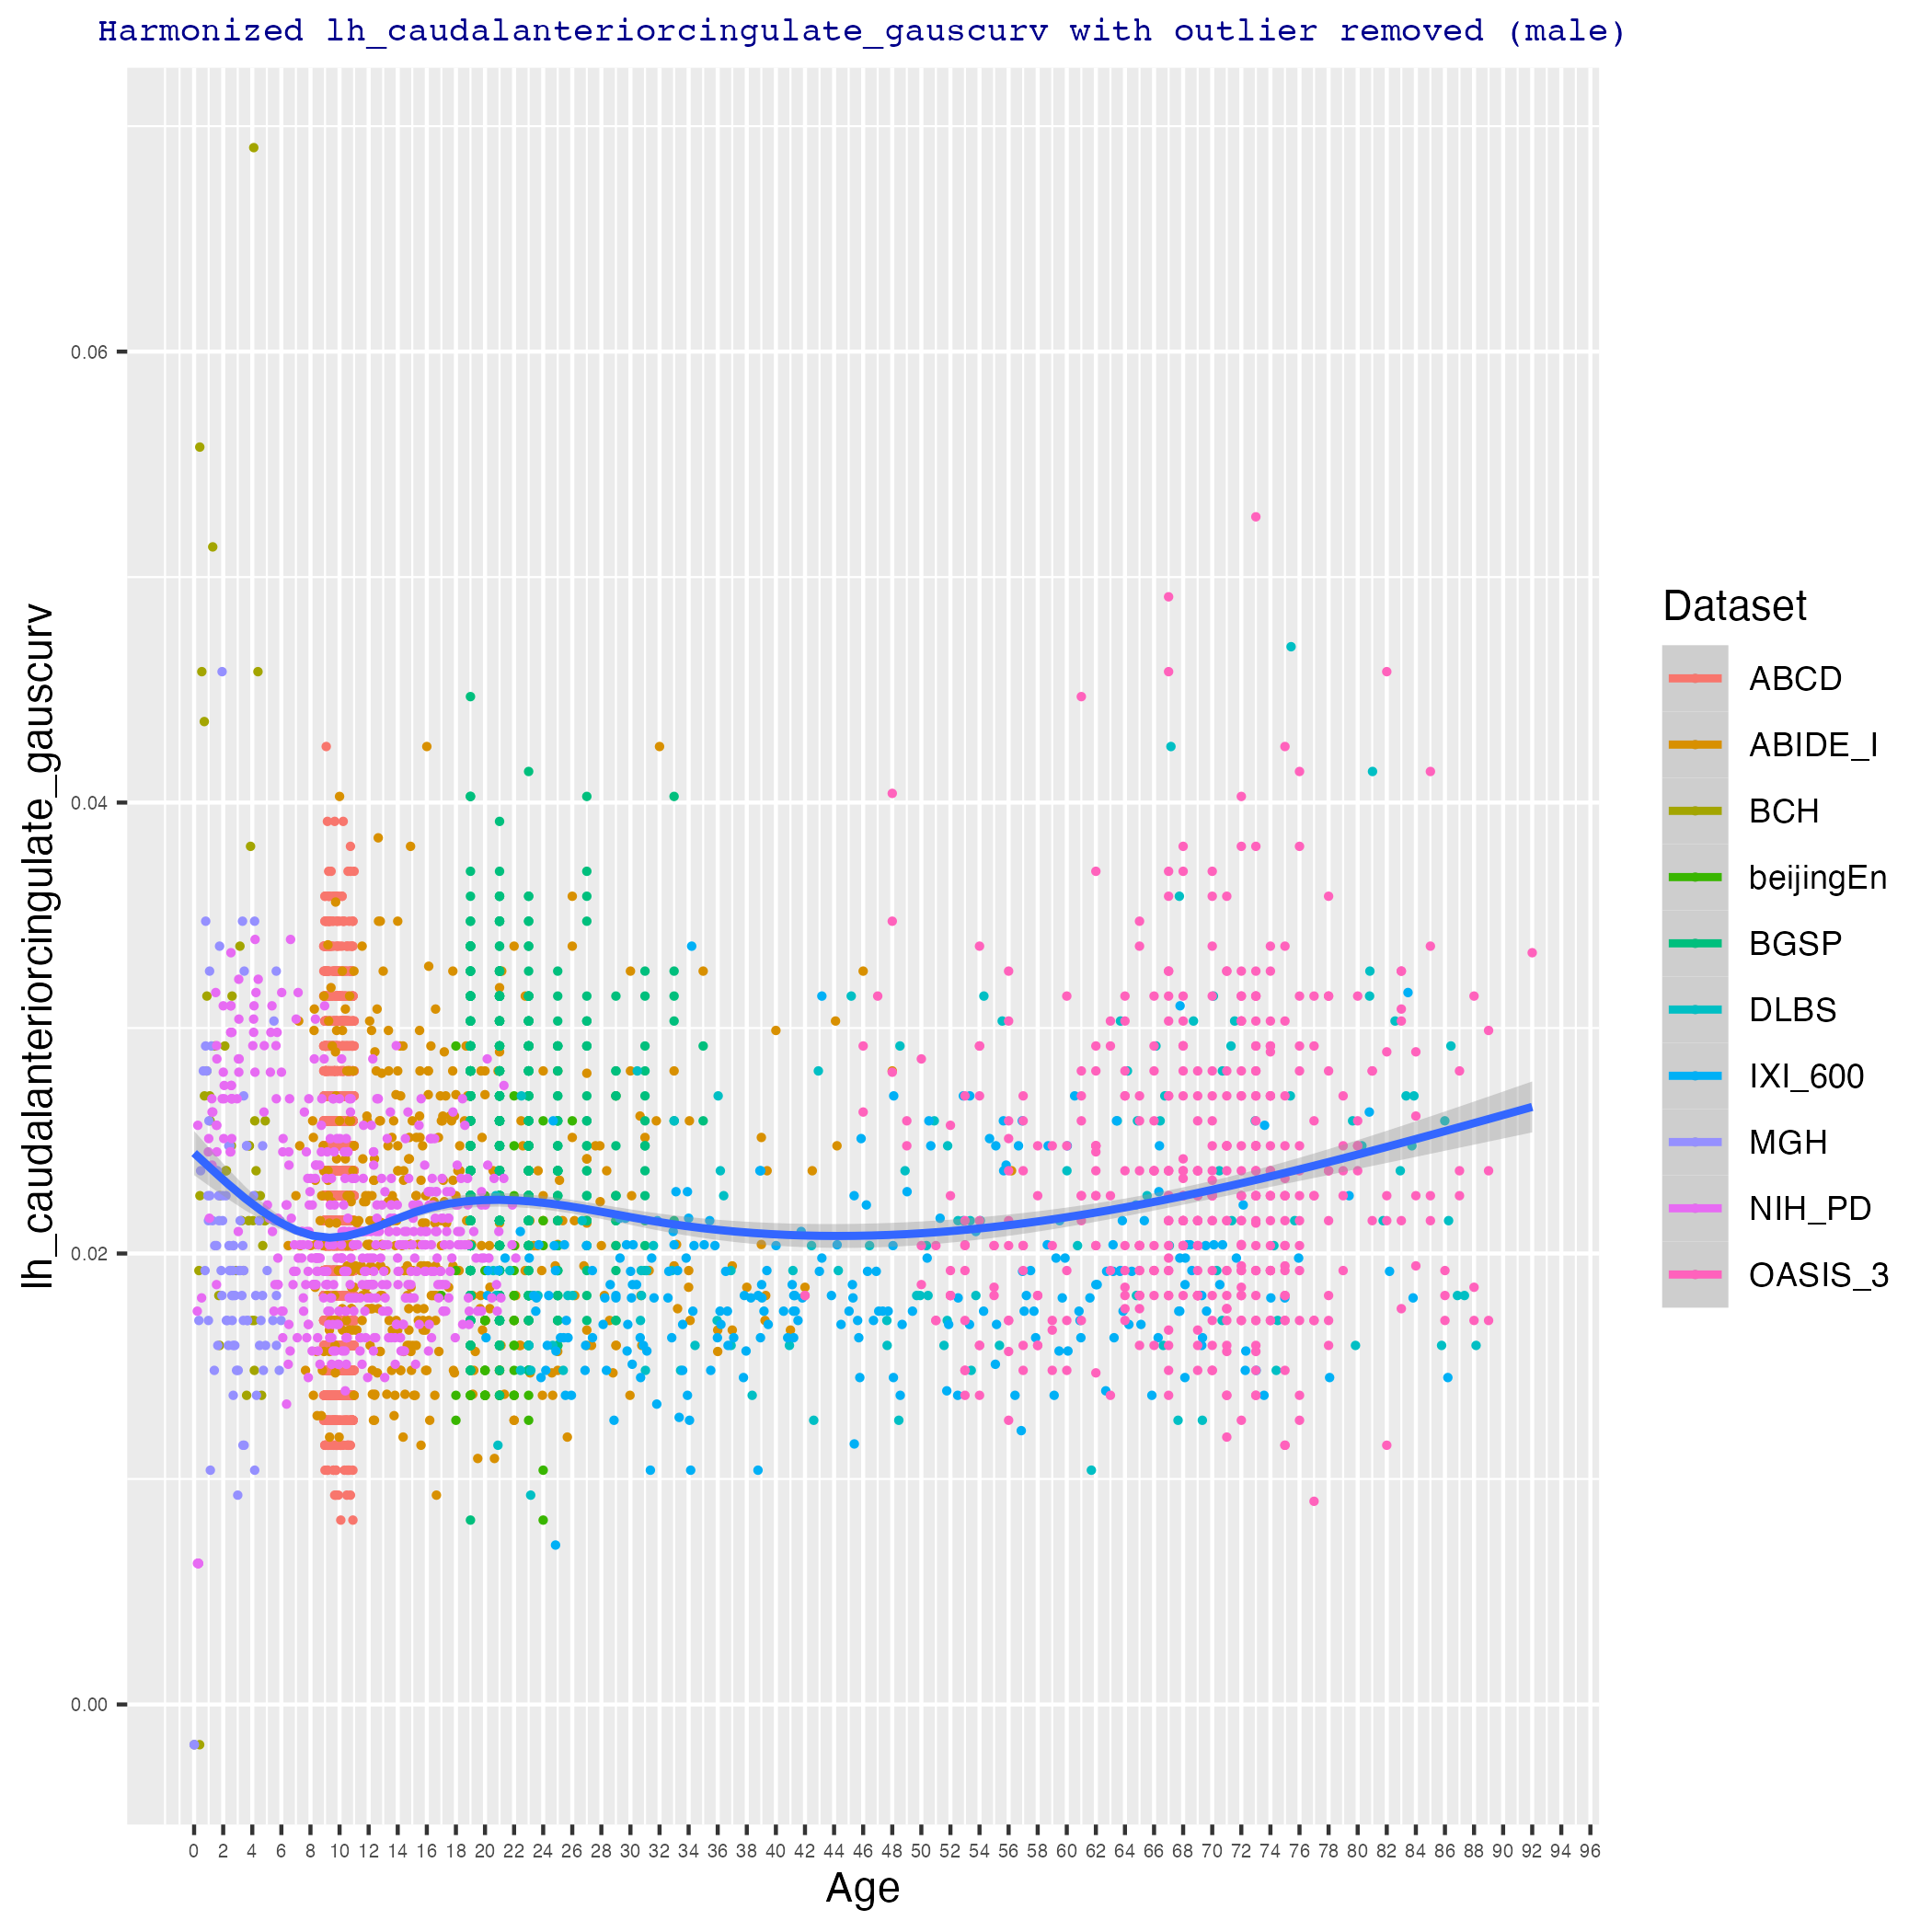 Harmonized lh_caudalanteriorcingulate_gauscurv with outlier removed (male)
lh_caudalanteriorcingulate_gauscurv
0.06
0.04
0.02
0.00
0 2 4 6 8 10 12 14 16 18 20 22 24 26 28 30 32 34 36 38 40 42 44 46 48 50 52 54 56 58 60 62 64 66 68 70 72 74 76 78 80 82 84 86 88 90 92 94 96
Age
Dataset
ABCD
ABIDE_I
BCH
beijingEn
BGSP
DLBS
IXI_600
MGH
NIH_PD
OASIS_3